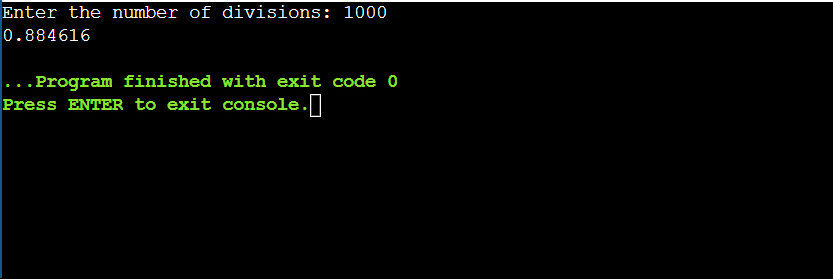 Enter the number of divisions: 1000
0.884616
...Program finished with exit code 0
Press ENTER to exit console.